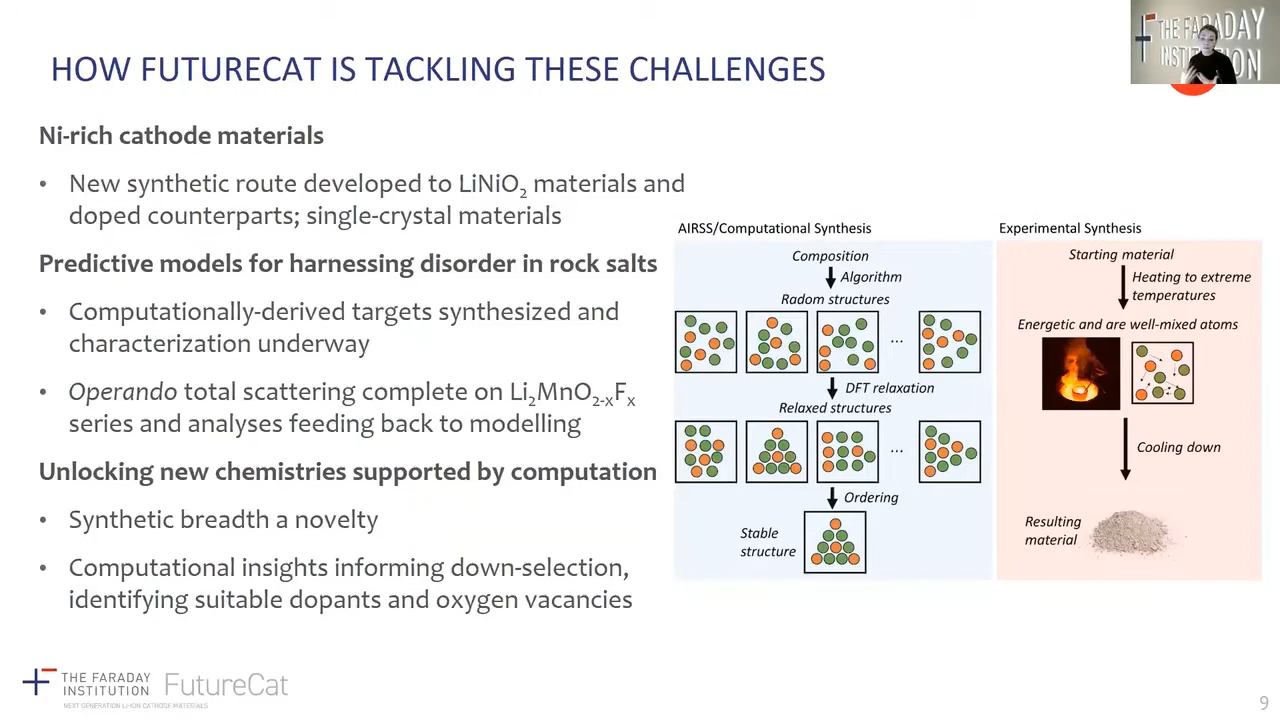 THE FARADAY
INSTITUTION
HOW FUTURECAT IS TACKLING THESE CHALLENGES
Ni-rich cathode materials
• New synthetic route developed to LiNiO₂ materials and
doped counterparts; single-crystal materials
Predictive models for harnessing disorder in rock salts
• Computationally-derived targets synthesized and
characterization underway
• Operando total scattering complete on Li₂MnO₂₋ₓFₓ
series and analyses feeding back to modelling
Unlocking new chemistries supported by computation
• Synthetic breadth a novelty
• Computational insights informing down-selection,
identifying suitable dopants and oxygen vacancies
AIRSS/Computational Synthesis
Composition
Algorithm
Radom structures
...
DFT relaxation
Relaxed structures
...
Ordering
Stable
structure
Experimental Synthesis
Starting material
Heating to extreme
temperatures
Energetic and are well-mixed atoms
Cooling down
Resulting
material
THE FARADAY
INSTITUTION
FutureCat
NEXT GENERATION LI-ION CATHODE MATERIALS
9